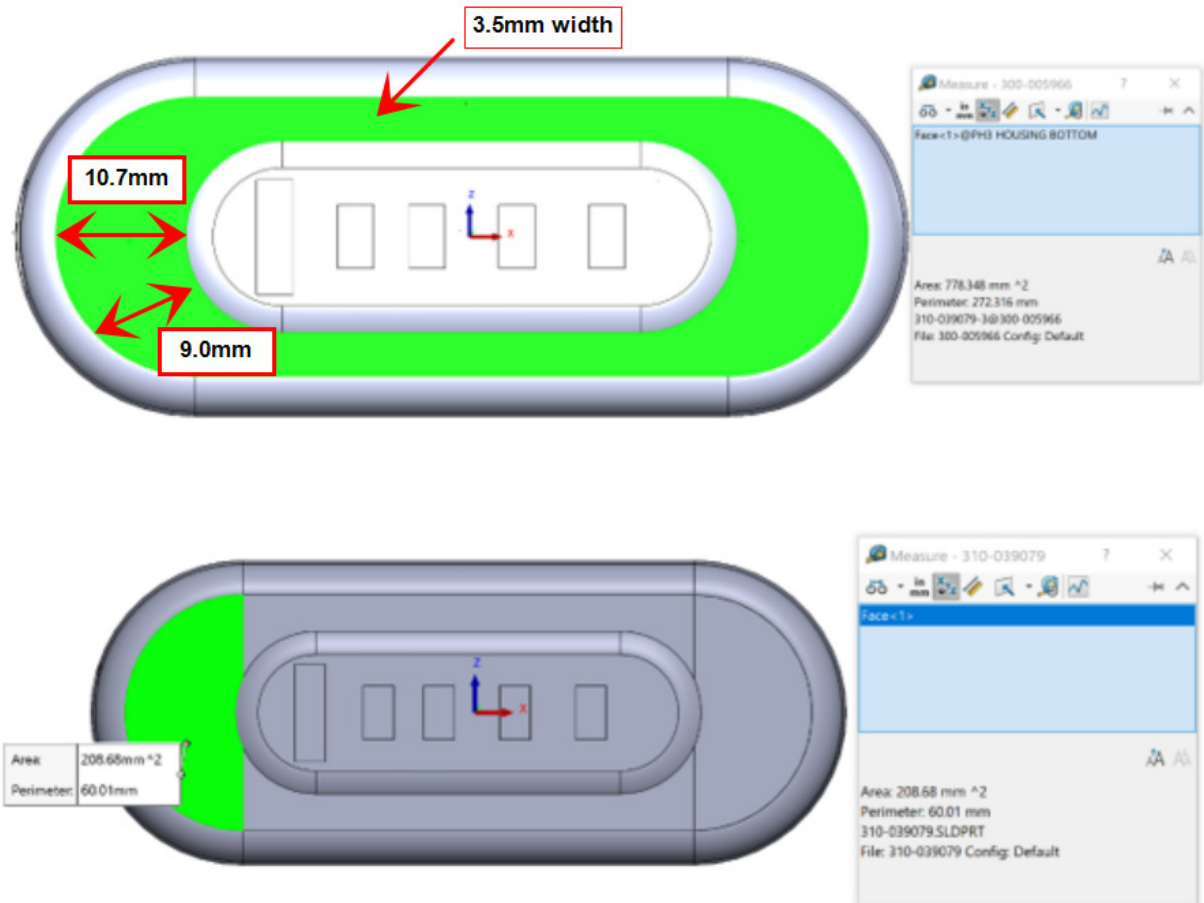 3.5mm width
10.7mm
9.0mm
z
x
Measure - 300-005966 ? ×
in
mm
Face<1>@PH3 HOUSING BOTTOM
Area: 778.348 mm ^2
Perimeter: 272.316 mm
310-039079-3@300-005966
File: 300-005966 Config: Default
Z
X
Area: 208.68mm ^2
Perimeter: 60.01mm
Measure - 310-039079 ? ×
in
mm
Face<1>
Area: 208.68 mm ^2
Perimeter: 60.01 mm
310-039079.SLDPRT
File: 310-039079 Config: Default